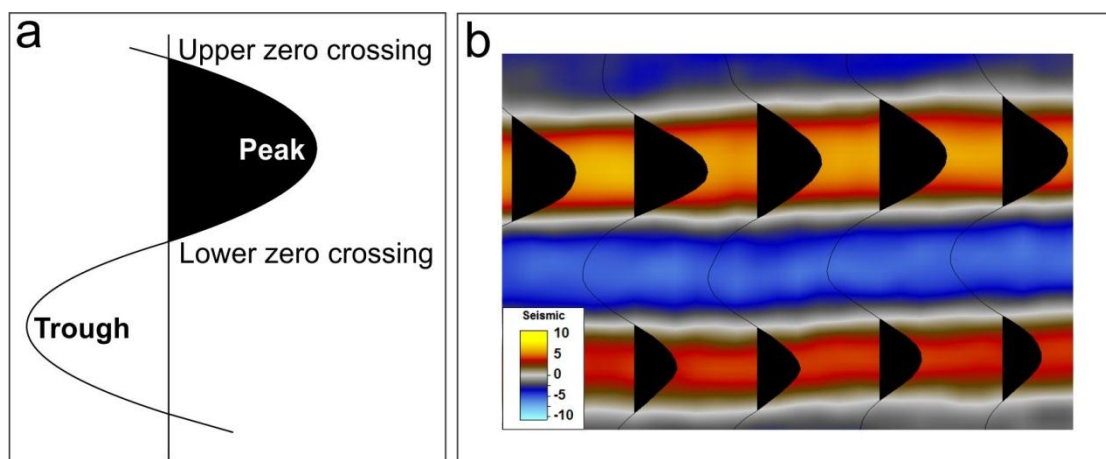 a
Upper zero crossing
Peak
Lower zero crossing
Trough
b
Seismic
10
5
0
-5
-10